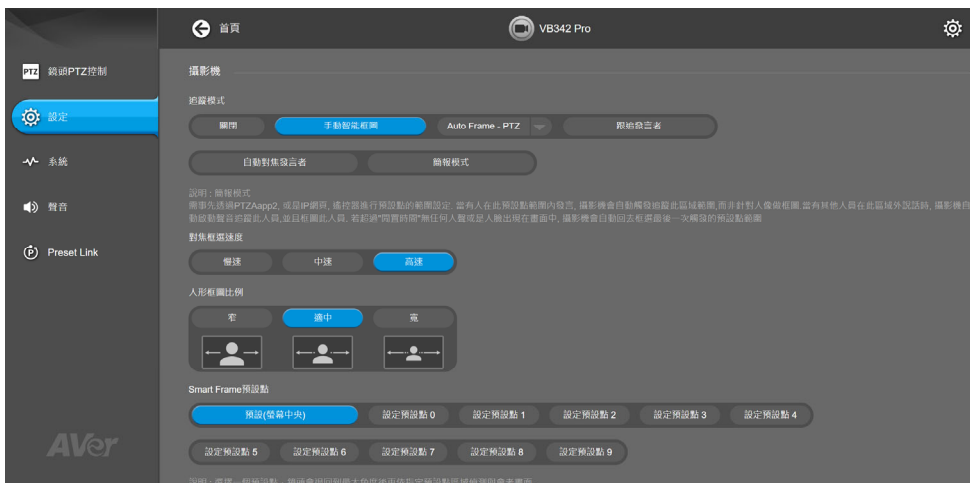 首頁
VB342 Pro
PTZ 鏡頭PTZ控制
設定
系統
聲音
Preset Link
AVer
攝影機
追蹤模式
關閉 手動智能框圖 Auto Frame - PTZ 跟追發言者
自動對焦發言者 簡報模式
說明 : 簡報模式
需事先透過PTZApp2, 或是IP網頁, 遙控器進行預設點的範圍設定. 當有人在此預設點範圍內發言, 攝影機會自動觸發追蹤此區域範圍,而非針對人像做框圖.當有其他人員在此區域外說話時, 攝影機自
動啟動聲音追蹤此人員,並且框圍此人員. 若超過"閒置時間"無任何人聲或是人臉出現在畫面中, 攝影機會自動回去框選最後一次觸發的預設點範圍
對焦框選速度
慢速 中速 高速
人形框圖比例
窄 適中 寬
Smart Frame預設點
預設(螢幕中央) 設定預設點 0 設定預設點 1 設定預設點 2 設定預設點 3 設定預設點 4
設定預設點 5 設定預設點 6 設定預設點 7 設定預設點 8 設定預設點 9